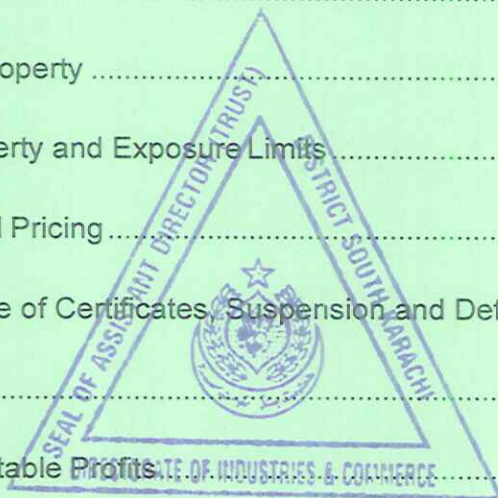 operty ........................................
erty and Exposure Limits ........................
l Pricing ........................................
e of Certificates, Suspension and Def
........................................
table Profits ........................................
SEAL OF ASSISTANT DIRECTOR (TRUST)
DISTRICT SOUTH KARACHI
DIRECTORATE OF INDUSTRIES & COMMERCE